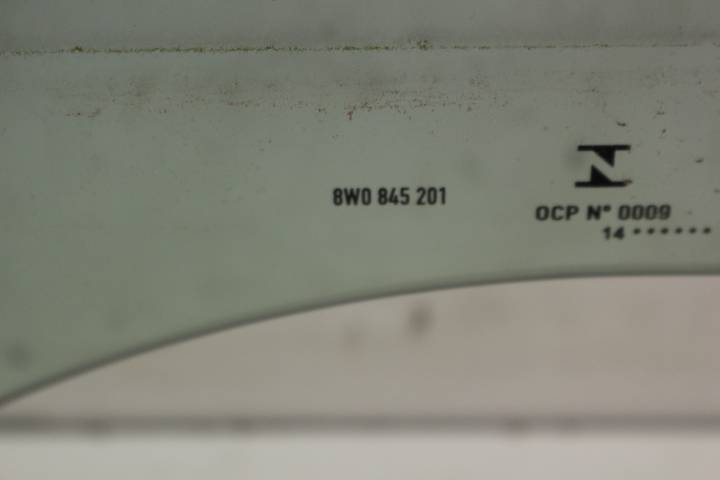 8W0 845 201
OCP N° 0009
14 ••••••